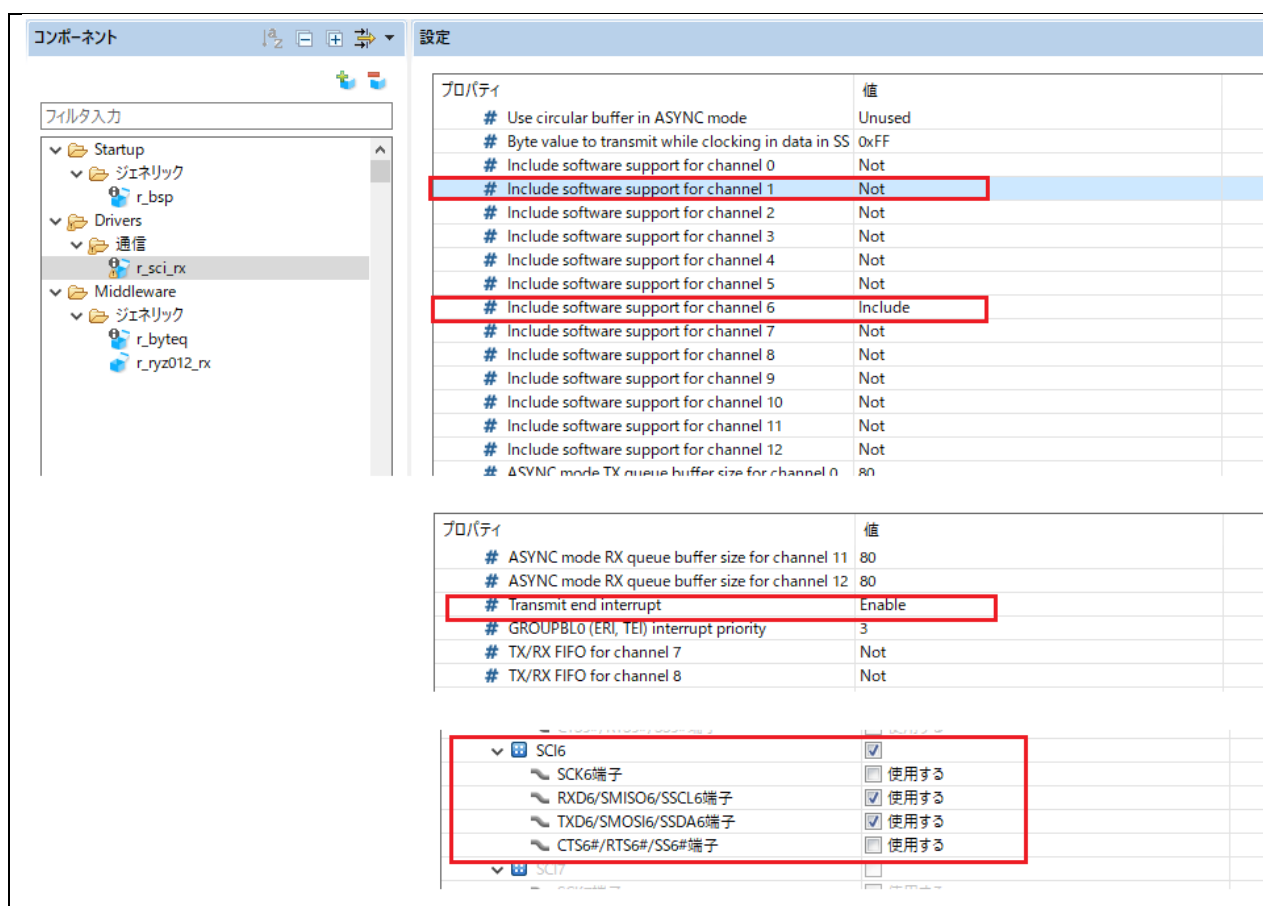 コンポーネント
設定
フィルタ入力
Startup
ジェネリック
r_bsp
Drivers
通信
r_sci_rx
Middleware
ジェネリック
r_byteq
r_ryz012_rx
プロパティ 値
# Use circular buffer in ASYNC mode Unused
# Byte value to transmit while clocking in data in SS 0xFF
# Include software support for channel 0 Not
# Include software support for channel 1 Not
# Include software support for channel 2 Not
# Include software support for channel 3 Not
# Include software support for channel 4 Not
# Include software support for channel 5 Not
# Include software support for channel 6 Include
# Include software support for channel 7 Not
# Include software support for channel 8 Not
# Include software support for channel 9 Not
# Include software support for channel 10 Not
# Include software support for channel 11 Not
# Include software support for channel 12 Not
# ASYNC mode TX queue buffer size for channel 0 80
プロパティ 値
# ASYNC mode RX queue buffer size for channel 11 80
# ASYNC mode RX queue buffer size for channel 12 80
# Transmit end interrupt Enable
# GROUPBL0 (ERI, TEI) interrupt priority 3
# TX/RX FIFO for channel 7 Not
# TX/RX FIFO for channel 8 Not
SCI6
SCK6端子 使用する
RXD6/SMISO6/SSCL6端子 使用する
TXD6/SMOSI6/SSDA6端子 使用する
CTS6#/RTS6#/SS6#端子 使用する
SCI7